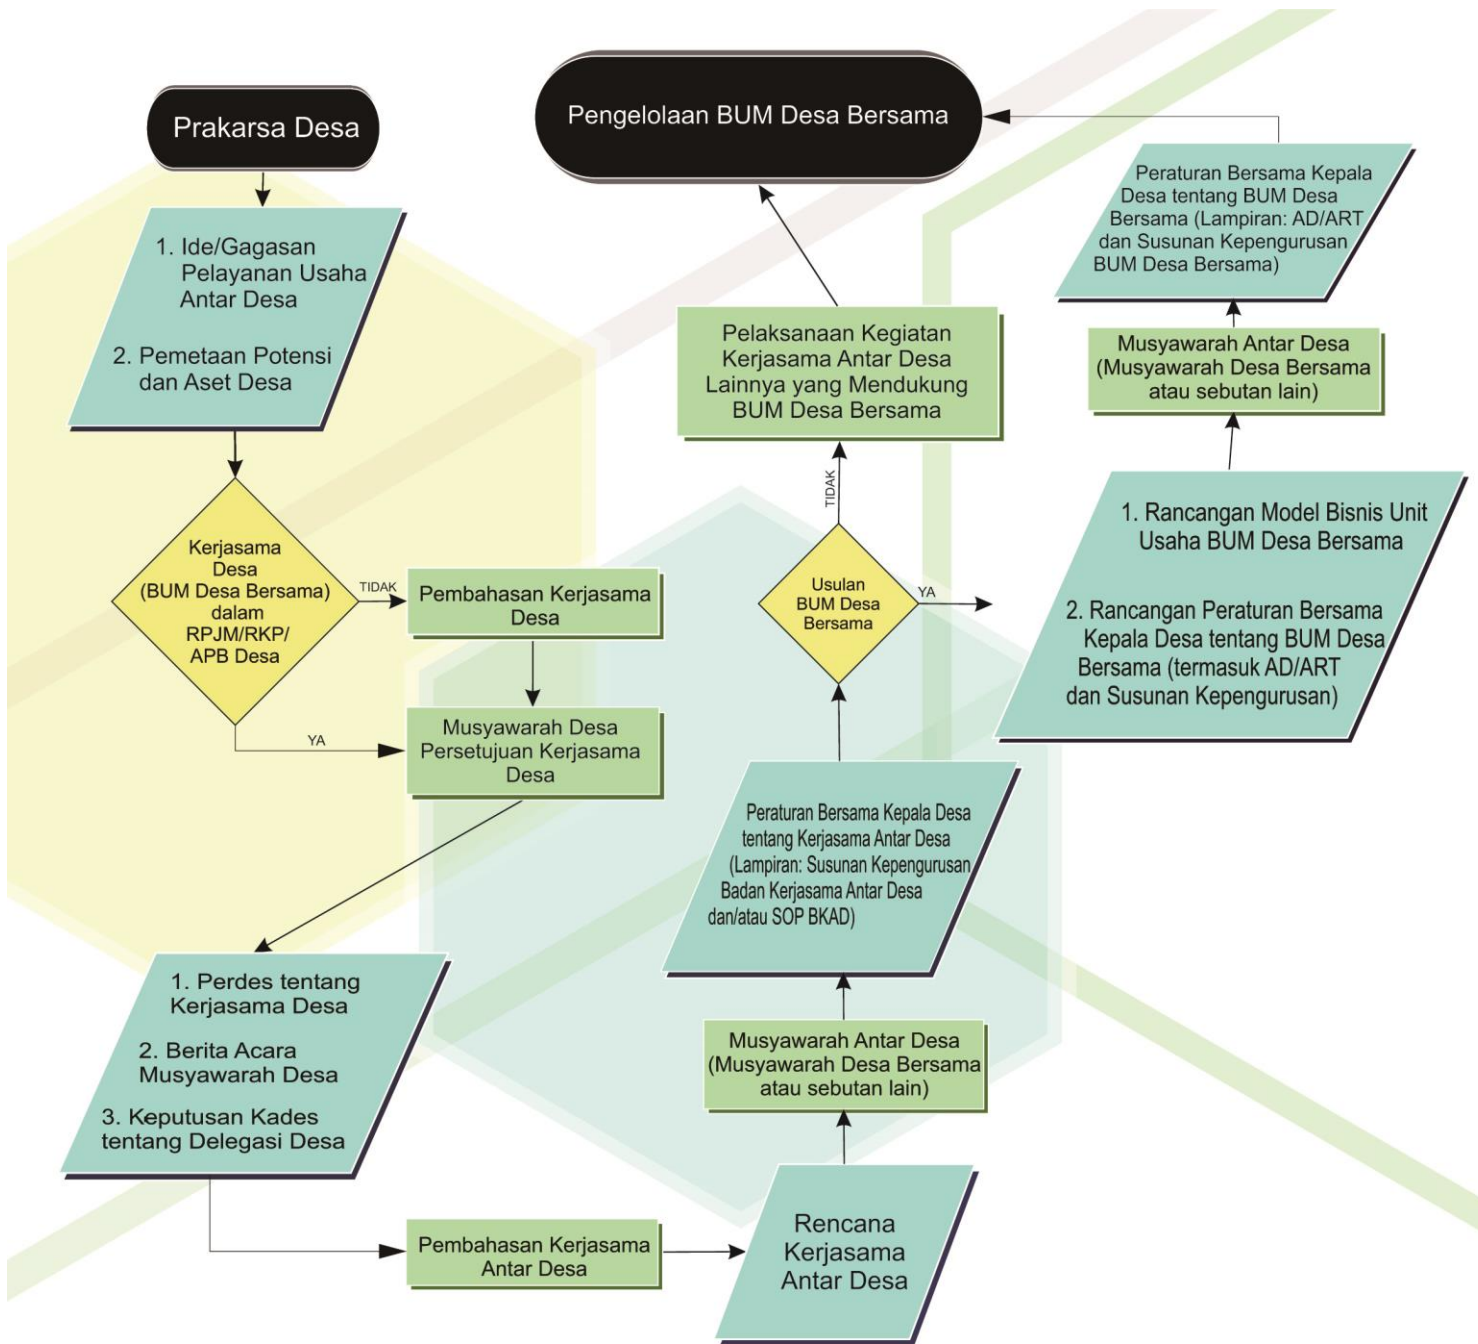 Prakarsa Desa
1. Ide/Gagasan
Pelayanan Usaha
Antar Desa
2. Pemetaan Potensi
dan Aset Desa
Kerjasama
Desa
(BUM Desa Bersama)
dalam
RPJM/RKP/
APB Desa
TIDAK
YA
Pembahasan Kerjasama
Desa
Musyawarah Desa
Persetujuan Kerjasama
Desa
1. Perdes tentang
Kerjasama Desa
2. Berita Acara
Musyawarah Desa
3. Keputusan Kades
tentang Delegasi Desa
Pembahasan Kerjasama
Antar Desa
Rencana
Kerjasama
Antar Desa
Musyawarah Antar Desa
(Musyawarah Desa Bersama
atau sebutan lain)
Peraturan Bersama Kepala Desa
tentang Kerjasama Antar Desa
(Lampiran: Susunan Kepengurusan
Badan Kerjasama Antar Desa
dan/atau SOP BKAD)
Usulan
BUM Desa
Bersama
TIDAK
YA
Pelaksanaan Kegiatan
Kerjasama Antar Desa
Lainnya yang Mendukung
BUM Desa Bersama
1. Rancangan Model Bisnis Unit
Usaha BUM Desa Bersama
2. Rancangan Peraturan Bersama
Kepala Desa tentang BUM Desa
Bersama (termasuk AD/ART
dan Susunan Kepengurusan)
Musyawarah Antar Desa
(Musyawarah Desa Bersama
atau sebutan lain)
Peraturan Bersama Kepala
Desa tentang BUM Desa
Bersama (Lampiran: AD/ART
dan Susunan Kepengurusan
BUM Desa Bersama)
Pengelolaan BUM Desa Bersama